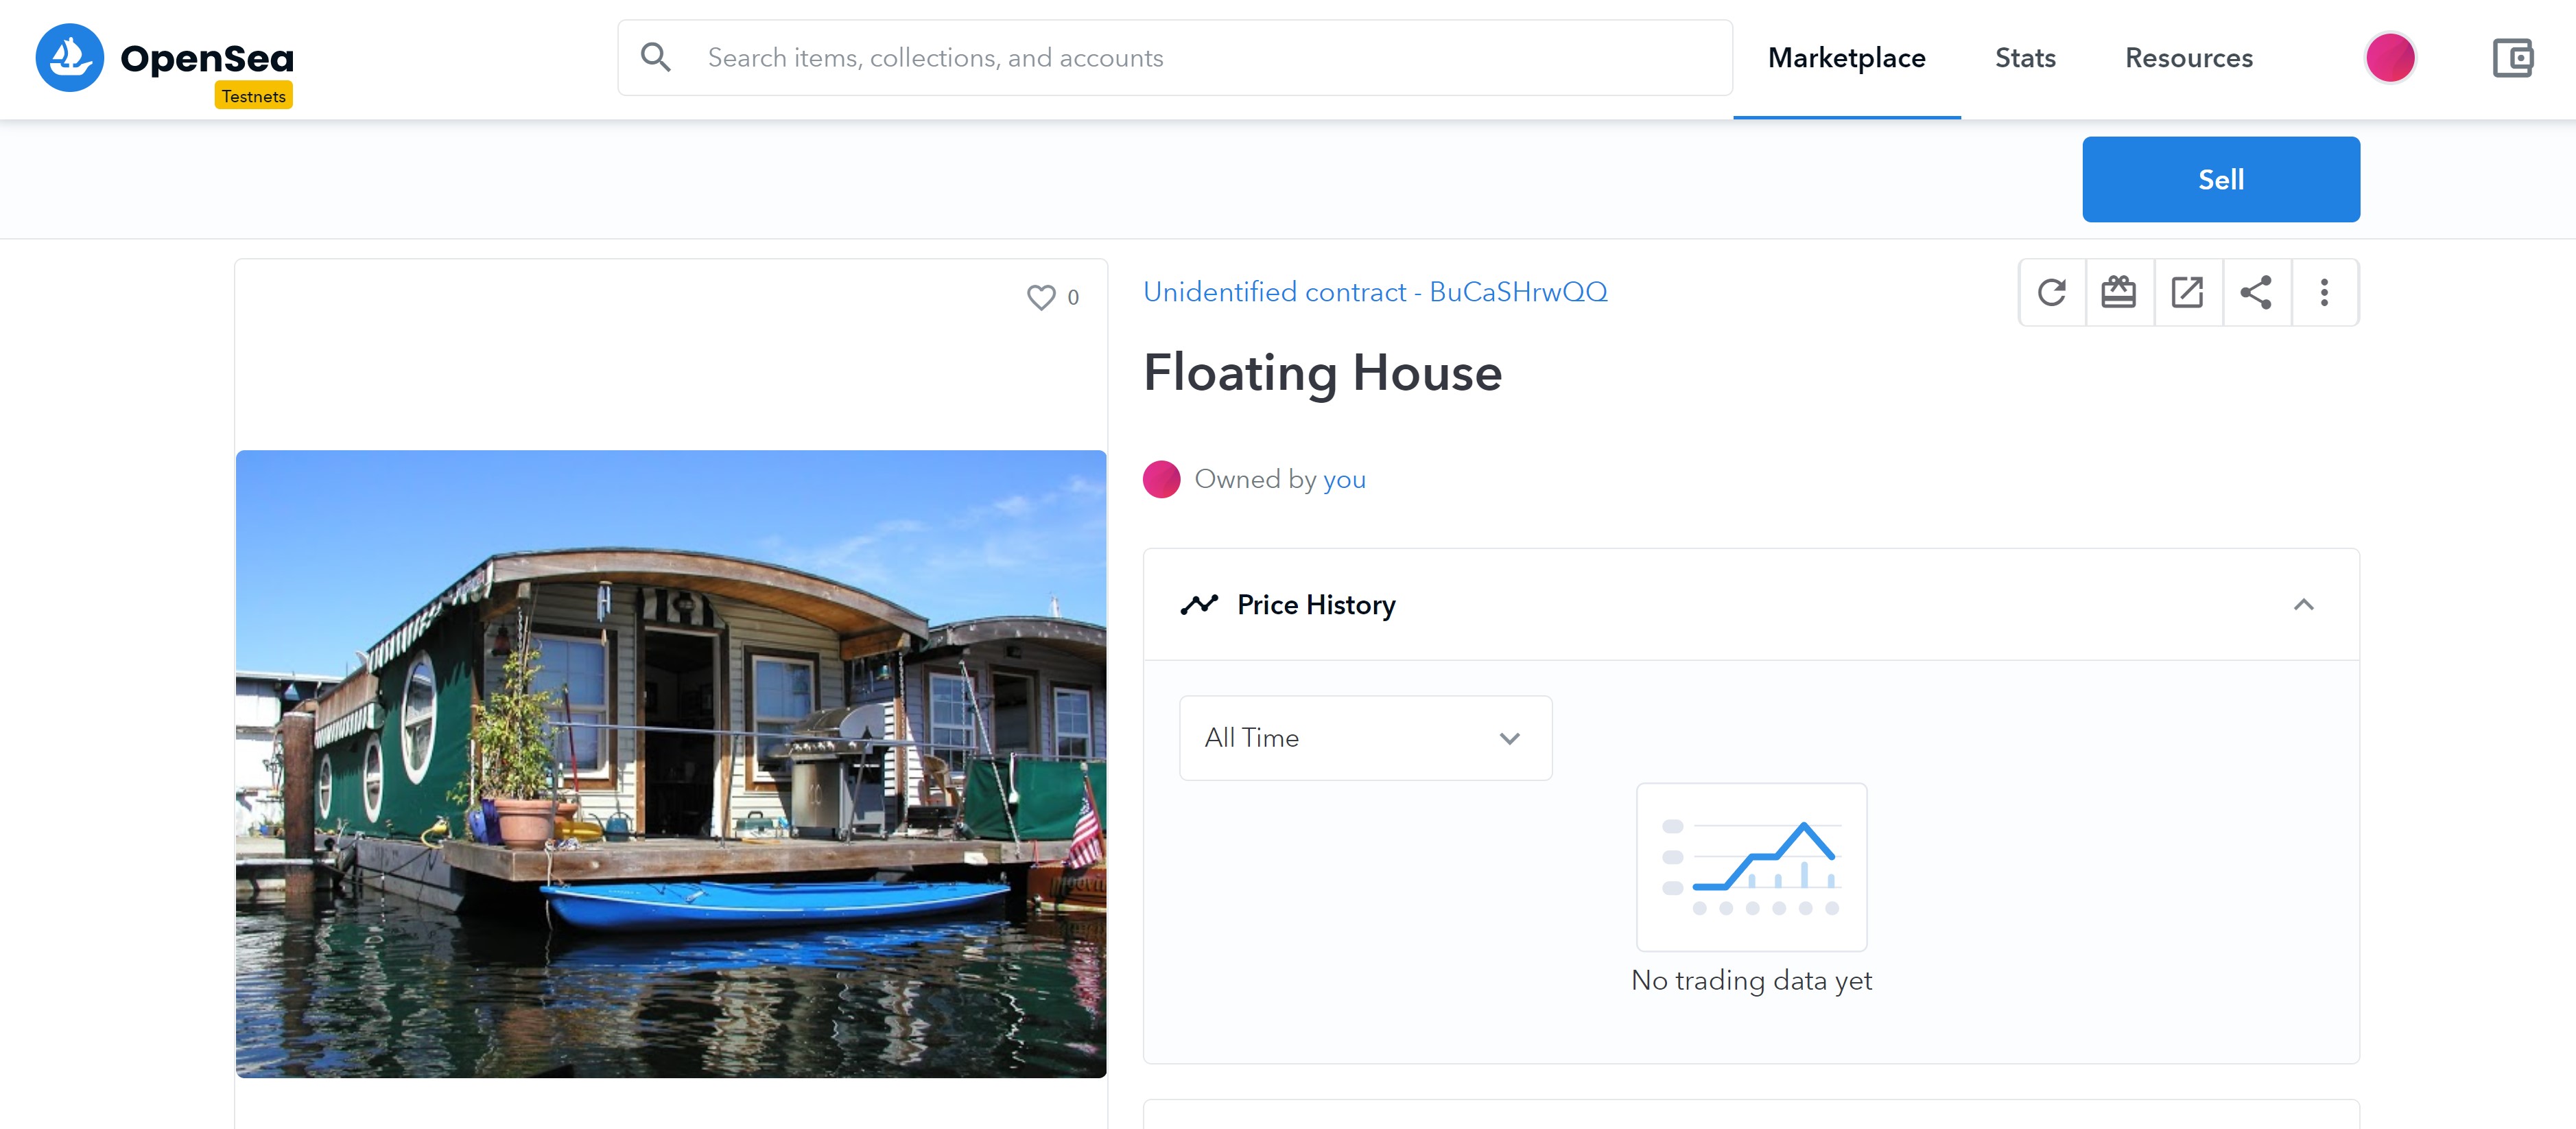 OpenSea
Testnets
Search items, collections, and accounts
Marketplace
Stats
Resources
Sell
0
Unidentified contract - BuCaSHrwQQ
Floating House
Owned by you
Price History
All Time
No trading data yet